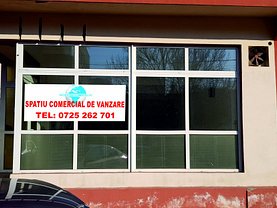 SPATIU COMERCIAL DE VANZARE
TEL: 0725 262 701